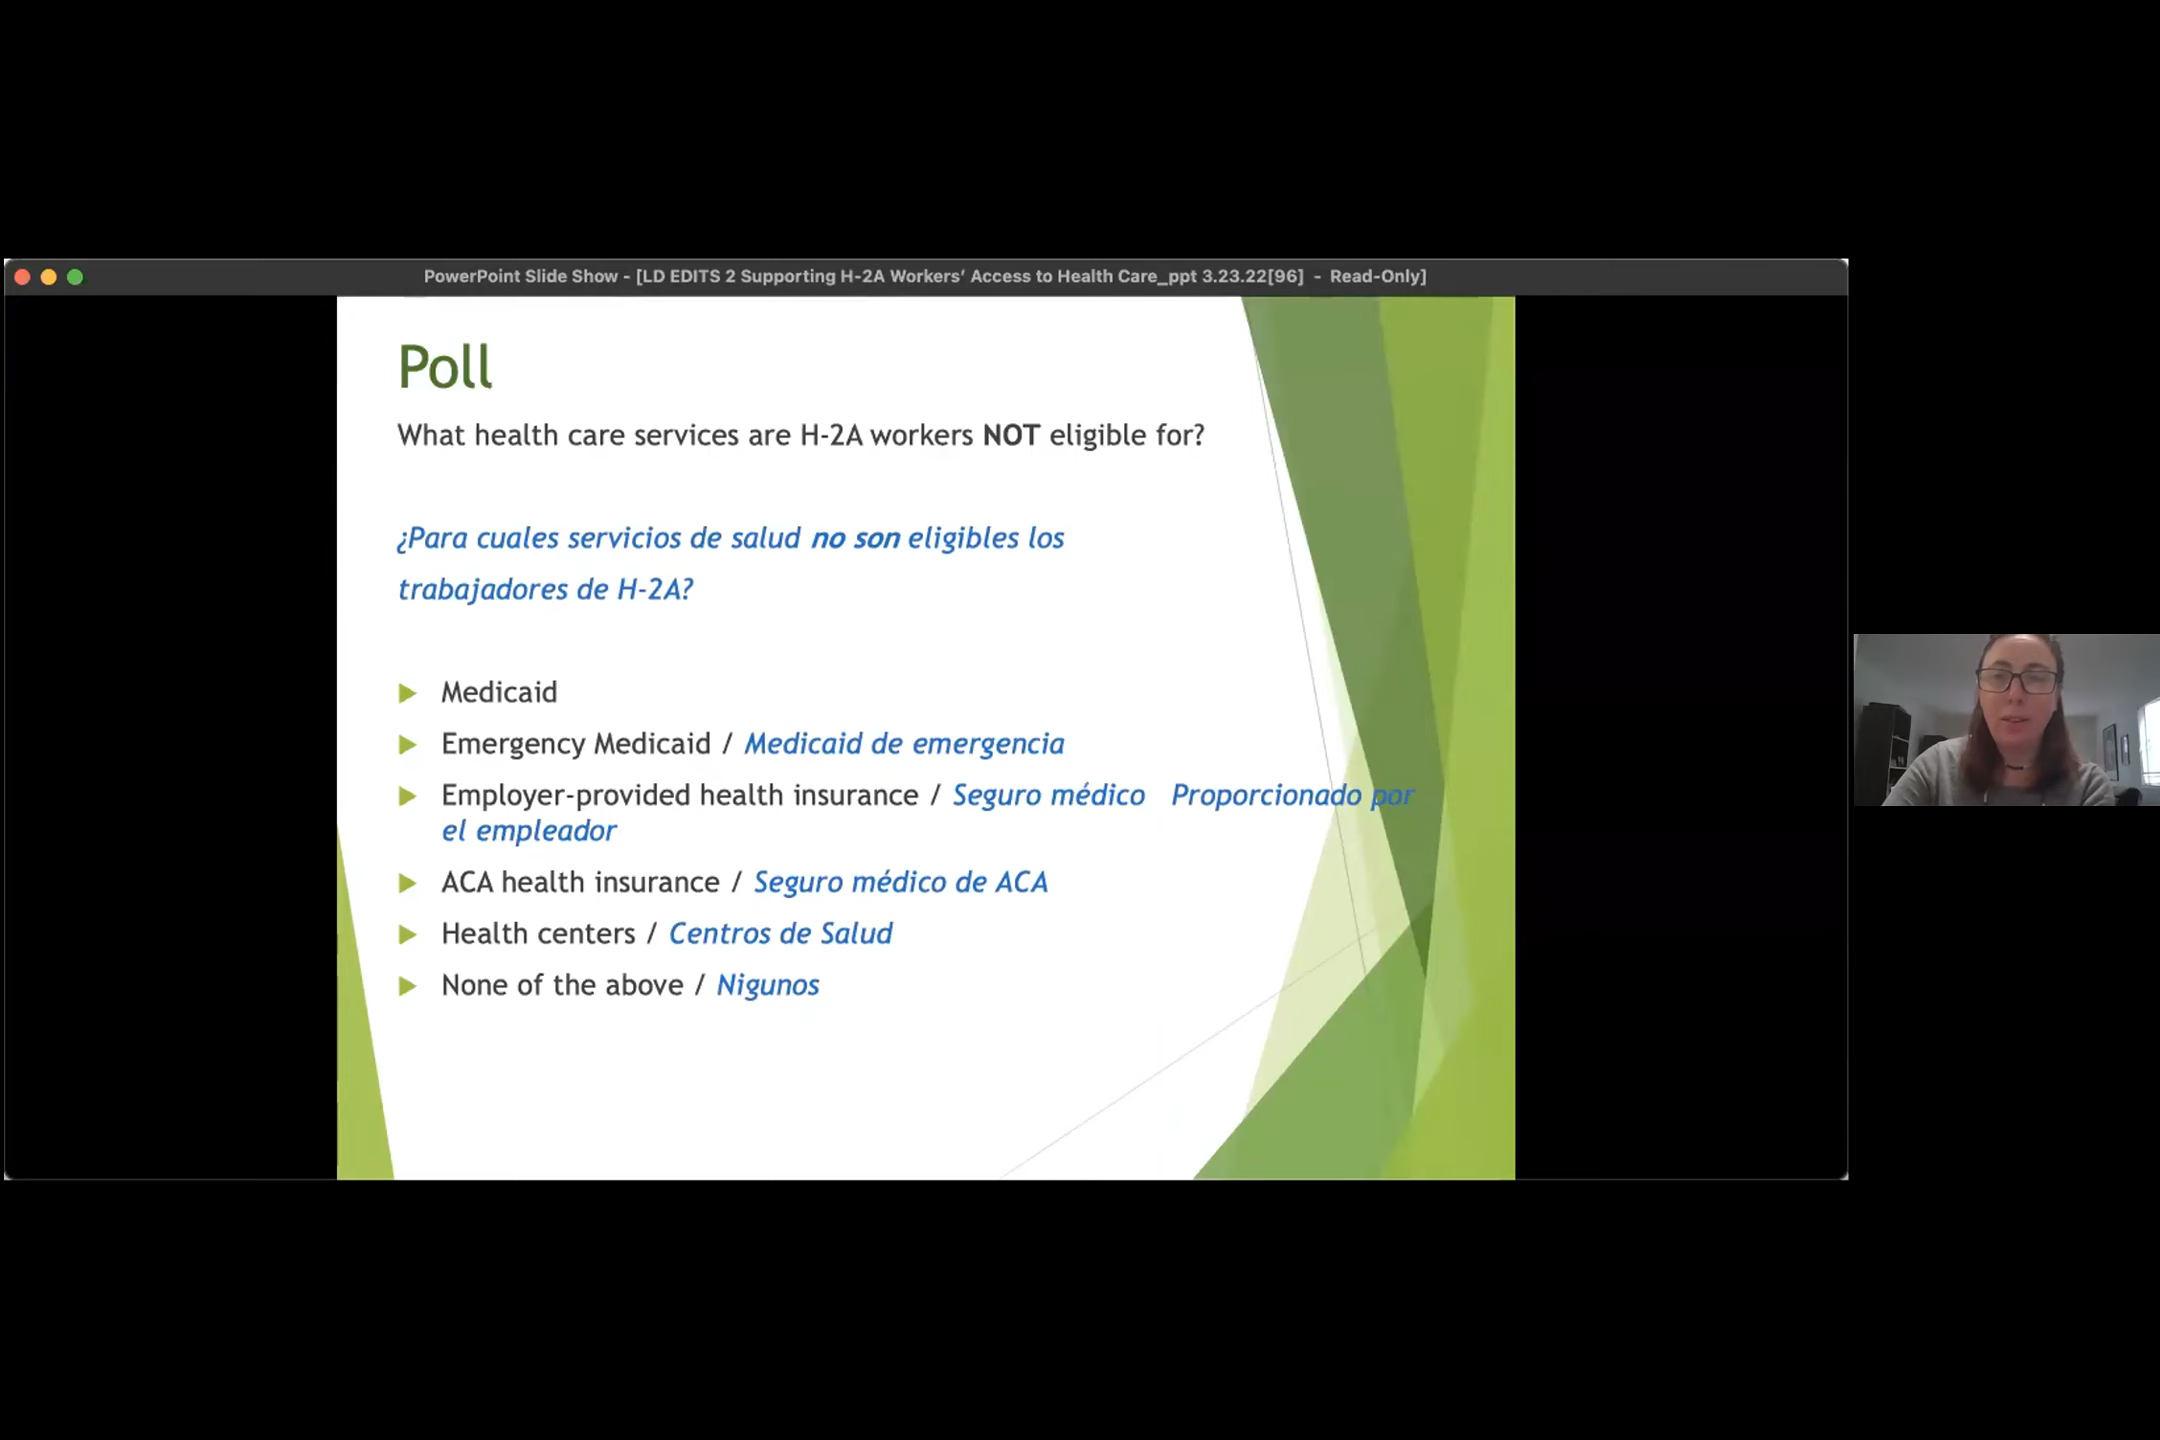 PowerPoint Slide Show - [LD EDITS 2 Supporting H-2A Workers’ Access to Health Care_ppt 3.23.22[96] - Read-Only]
Poll
What health care services are H-2A workers NOT eligible for?
¿Para cuales servicios de salud no son eligibles los
trabajadores de H-2A?
Medicaid
Emergency Medicaid / Medicaid de emergencia
Employer-provided health insurance / Seguro médico Proporcionado por
el empleador
ACA health insurance / Seguro médico de ACA
Health centers / Centros de Salud
None of the above / Nigunos